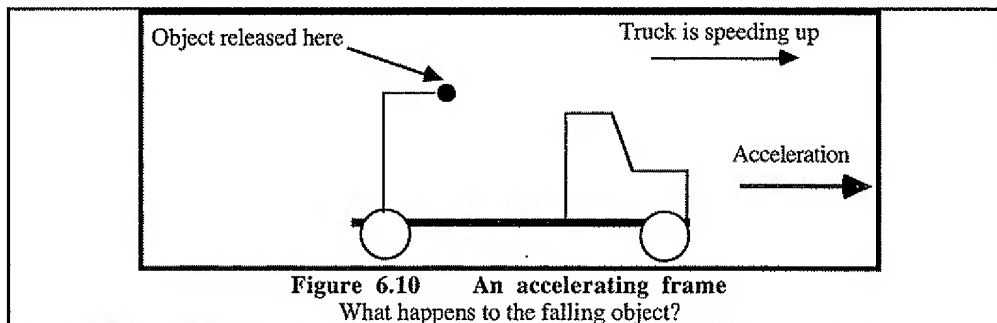 Object released here
Truck is speeding up
Acceleration
Figure 6.10 An accelerating frame
What happens to the falling object?